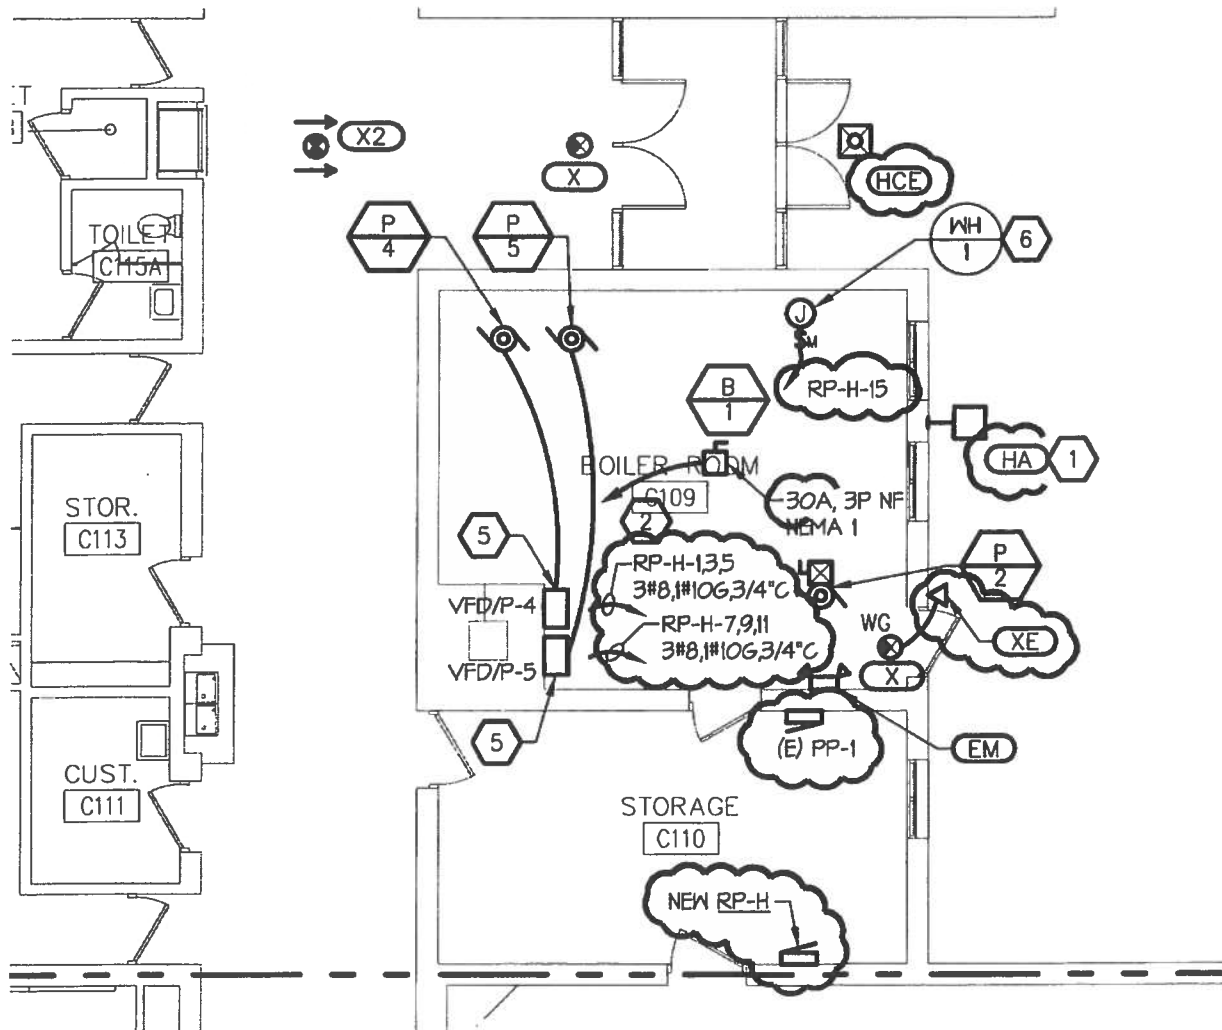 ET
X2
X
HCE
P
4
P
5
WH
1
6
TOILET
C115A
J
SM
RP-H-15
B
1
BOILER ROOM
C109
HA
1
30A, 3P NF
NEMA 1
STOR.
C113
2
5
RP-H-1,3,5
3#8,1#10G,3/4"C
P
2
VFD/P-4
RP-H-7,9,11
3#8,1#10G,3/4"C
WG
XE
VFD/P-5
X
5
(E) PP-1
EM
CUST.
C111
STORAGE
C110
NEW RP-H